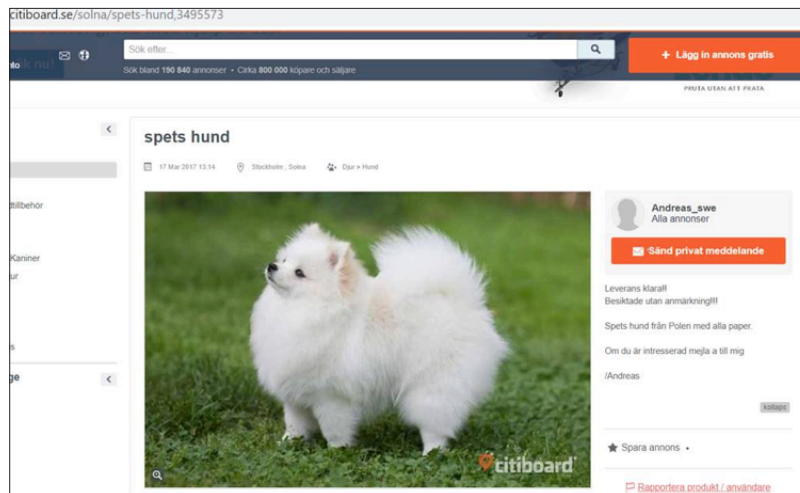 citiboard.se/solna/spets-hund,3495573
Sök efter...
+ Lägg in annons gratis
Sök bland 190 840 annonser • Cirka 800 000 köpare och säljare
PRUTA UTAN ATT PRATA
spets hund
17 Mar 2017 13:14 Stockholm , Solna Djur » Hund
dtillbehör
Kaniner
ur
s
ge
Andreas_swe
Alla annonser
Sänd privat meddelande
Leverans klara!!
Besiktade utan anmärkning!!!!
Spets hund från Polen med alla paper.
Om du är intresserad mejla a till mig
/Andreas
kollaps
Spara annons •
Rapportera produkt / användare
citiboard